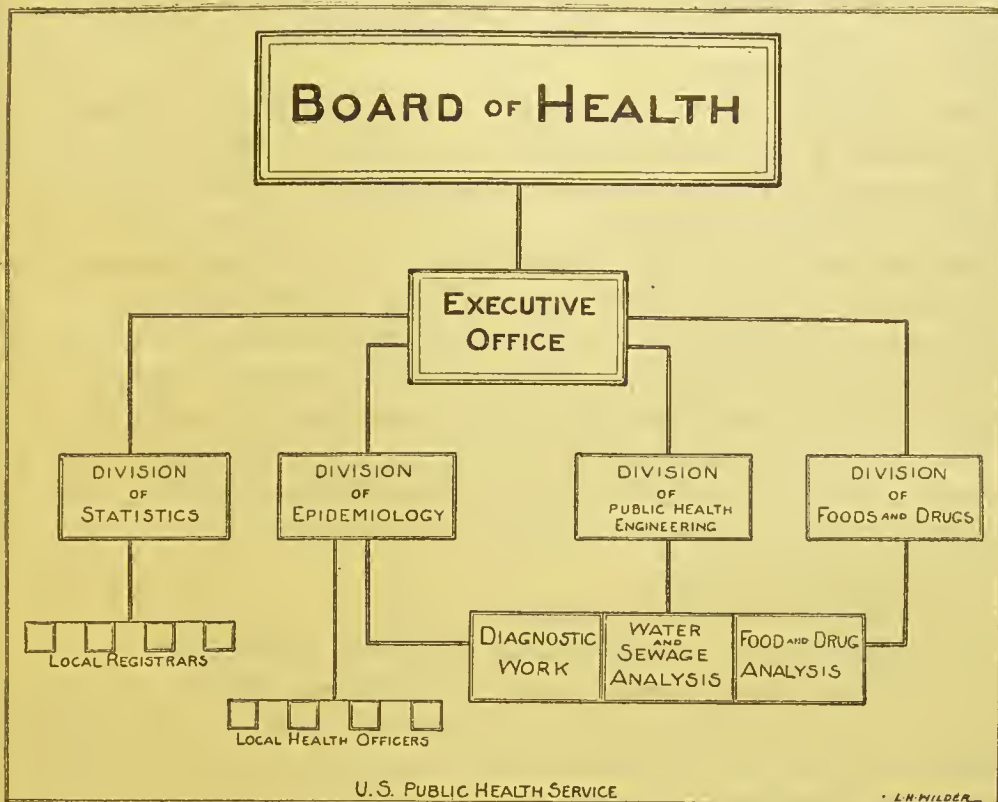 BOARD OF HEALTH
EXECUTIVE
OFFICE
DIVISION
OF
STATISTICS
DIVISION
OF
EPIDEMIOLOGY
DIVISION
OF
PUBLIC HEALTH
ENGINEERING
DIVISION
OF
FOODS AND DRUGS
LOCAL REGISTRARS
DIAGNOSTIC
WORK
WATER
AND
SEWAGE
ANALYSIS
FOOD AND DRUG
ANALYSIS
LOCAL HEALTH OFFICERS
U.S. PUBLIC HEALTH SERVICE
L.H. WILDER